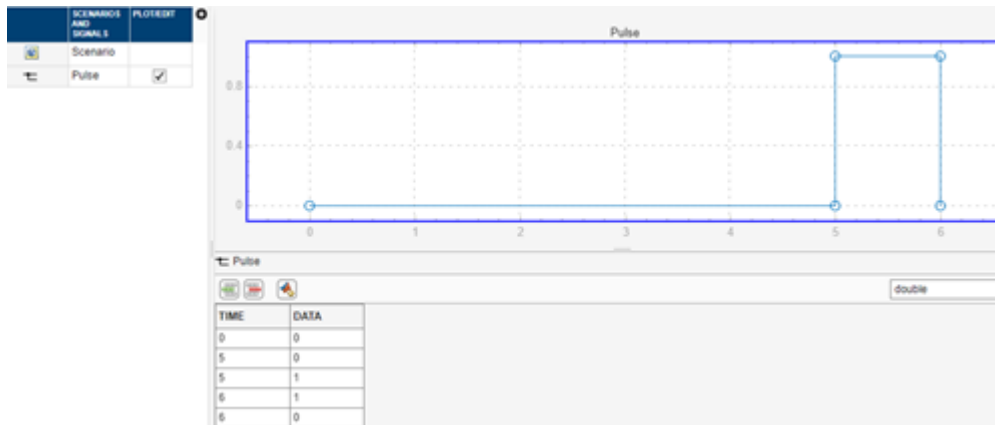 SCENARIOS AND SIGNALS PLOT/EDIT
Scenario
Pulse
Pulse
0.8
0.4
0
0 1 2 3 4 5 6
Pulse
double
TIME DATA
0 0
5 0
5 1
6 1
6 0